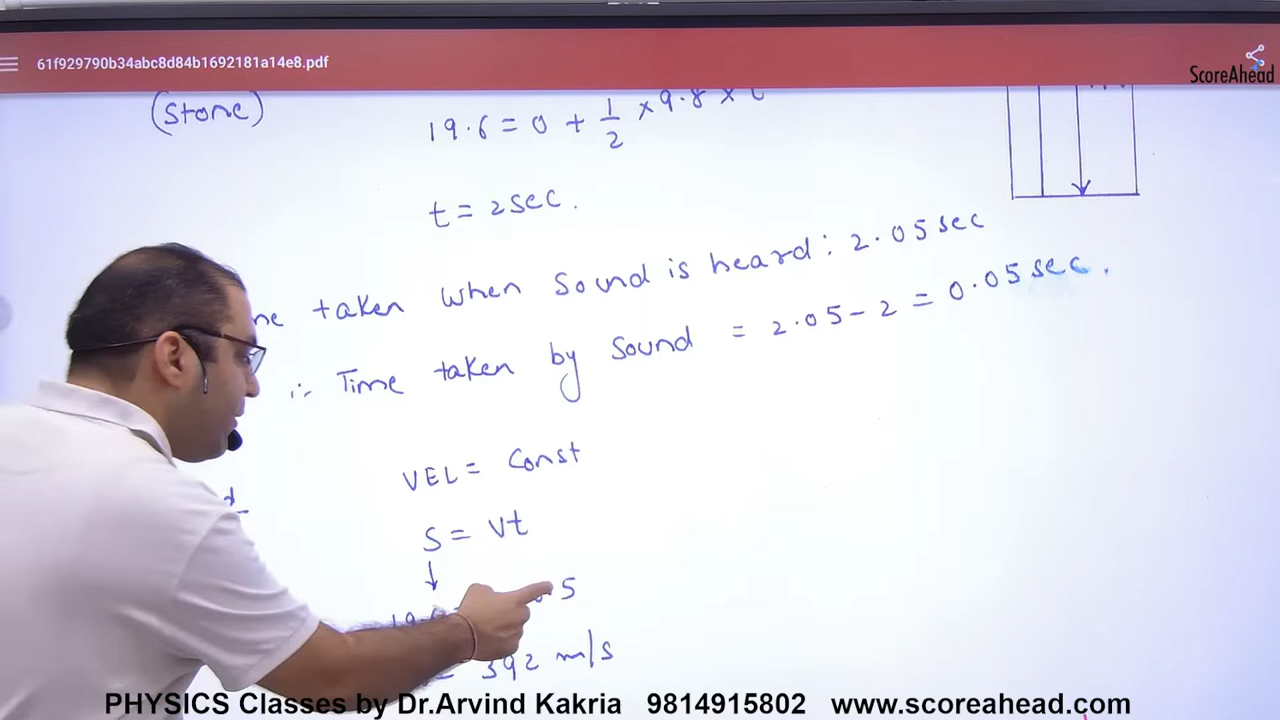 61f929790b34abc8d84b1692181a14e8.pdf
ScoreAhead
(Stone)
19.6 = 0 + 1/2 × 9.8 ×
t = 2 sec.
taken when Sound is heard : 2.05 sec
∴ Time taken by Sound = 2.05 - 2 = 0.05 sec.
VEL = Const
S = Vt
↓
392 m/s
PHYSICS Classes by Dr.Arvind Kakria 9814915802 www.scoreahead.com